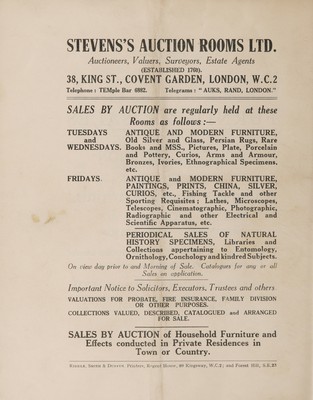 STEVENS'S AUCTION ROOMS LTD.
Auctioneers, Valuers, Surveyors, Estate Agents
(ESTABLISHED 1760).
38, KING ST., COVENT GARDEN, LONDON, W.C.2
Telephone : TEMple Bar 6882. Telegrams : "AUKS, RAND, LONDON."
SALES BY AUCTION are regularly held at these
Rooms as follows :—
TUESDAYS ANTIQUE AND MODERN FURNITURE,
and Old Silver and Glass, Persian Rugs, Rare
WEDNESDAYS. Books and MSS., Pictures, Plate, Porcelain
and Pottery, Curios, Arms and Armour,
Bronzes, Ivories, Ethnographical Specimens,
etc.
FRIDAYS. ANTIQUE and MODERN FURNITURE,
PAINTINGS, PRINTS, CHINA, SILVER,
CURIOS, etc., Fishing Tackle and other
Sporting Requisites ; Lathes, Microscopes,
Telescopes, Cinematographic, Photographic,
Radiographic and other Electrical and
Scientific Apparatus, etc.
PERIODICAL SALES OF NATURAL
HISTORY SPECIMENS, Libraries and
Collections appertaining to Entomology,
Ornithology, Conchology and kindred Subjects.
On view day prior to and Morning of Sale. Catalogues for any or all
Sales on application.
Important Notice to Solicitors, Executors, Trustees and others
VALUATIONS FOR PROBATE, FIRE INSURANCE, FAMILY DIVISION
OR OTHER PURPOSES.
COLLECTIONS VALUED, DESCRIBED, CATALOGUED and ARRANGED
FOR SALE.
SALES BY AUCTION of Household Furniture and
Effects conducted in Private Residences in
Town or Country.
Printers, Kingsway, W.C.2; and Forest Hill, S.E.23